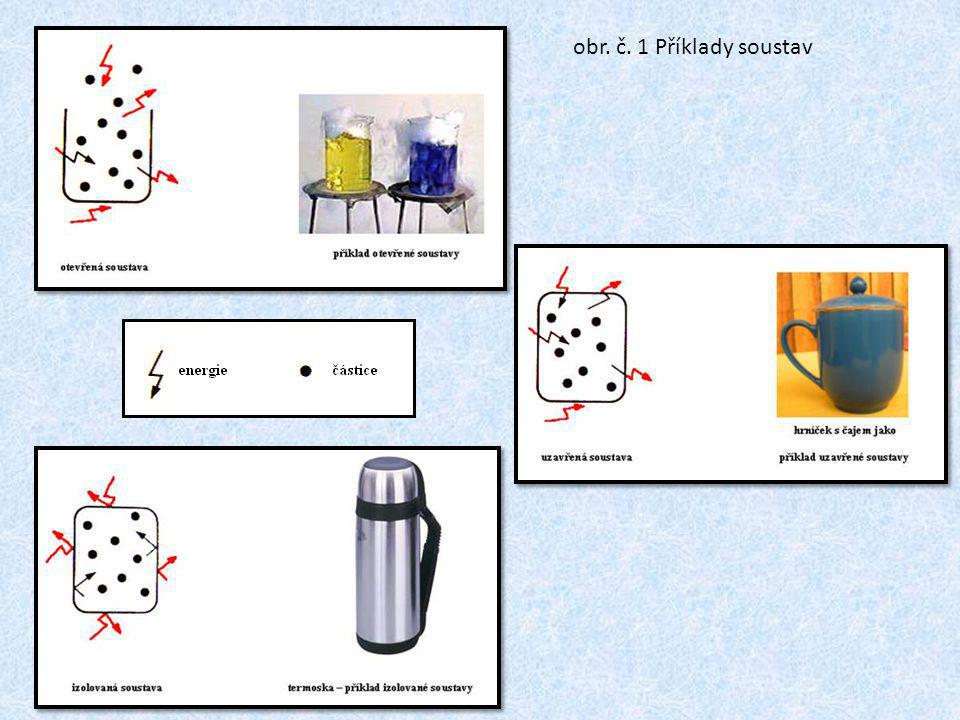 obr. č. 1 Příklady soustav
příklad otevřené soustavy
otevřená soustava
energie
částice
hrníček s čajem jako
uzavřená soustava
příklad uzavřené soustavy
izolovaná soustava
termoska – příklad izolované soustavy